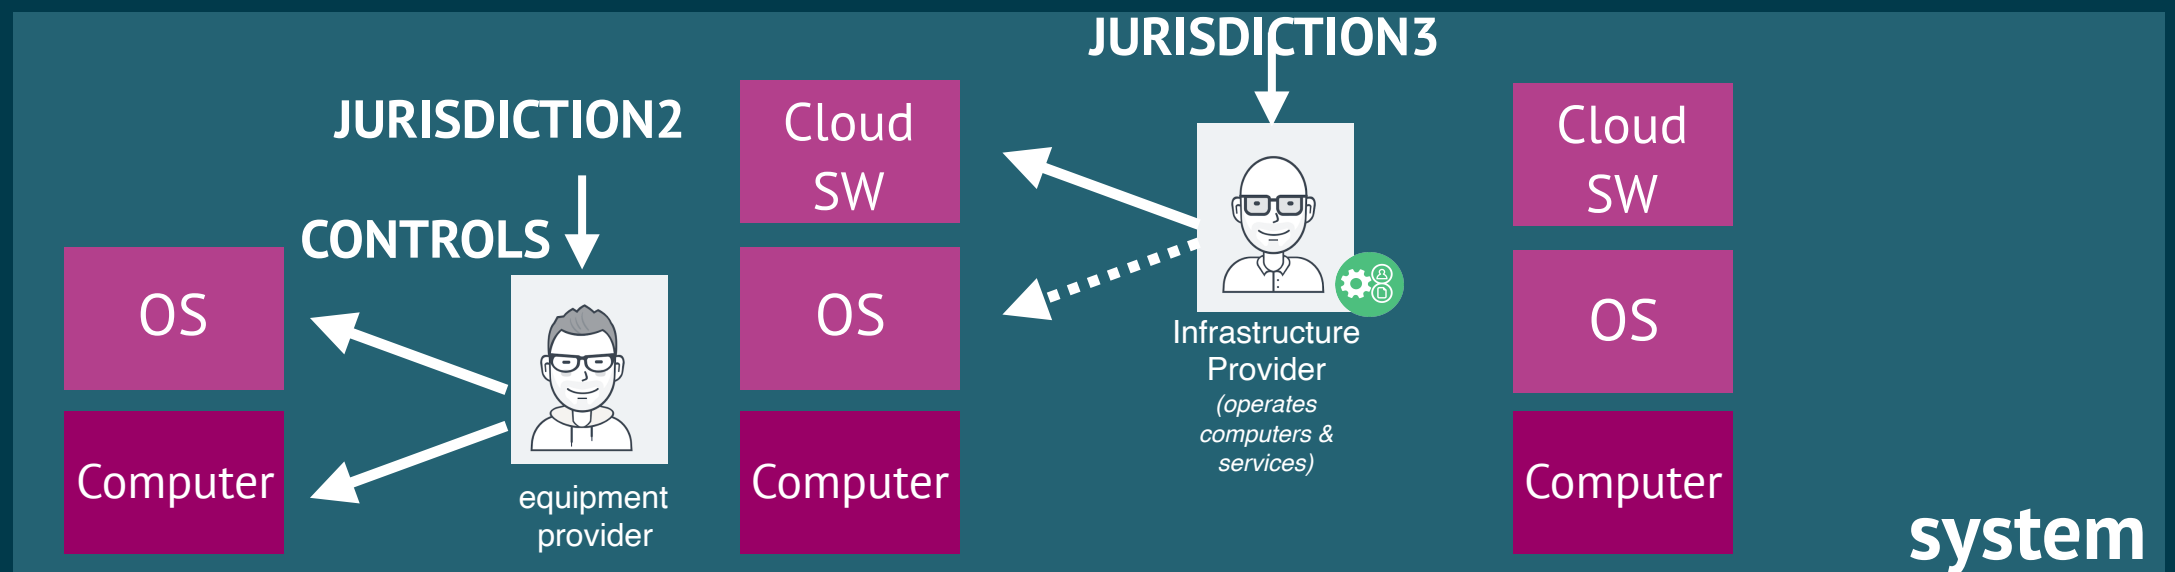 JURISDICTION3
JURISDICTION2
CONTROLS
OS
Computer
equipment
provider
Cloud
SW
OS
Computer
Infrastructure
Provider
(operates
computers &
services)
Cloud
SW
OS
Computer
system